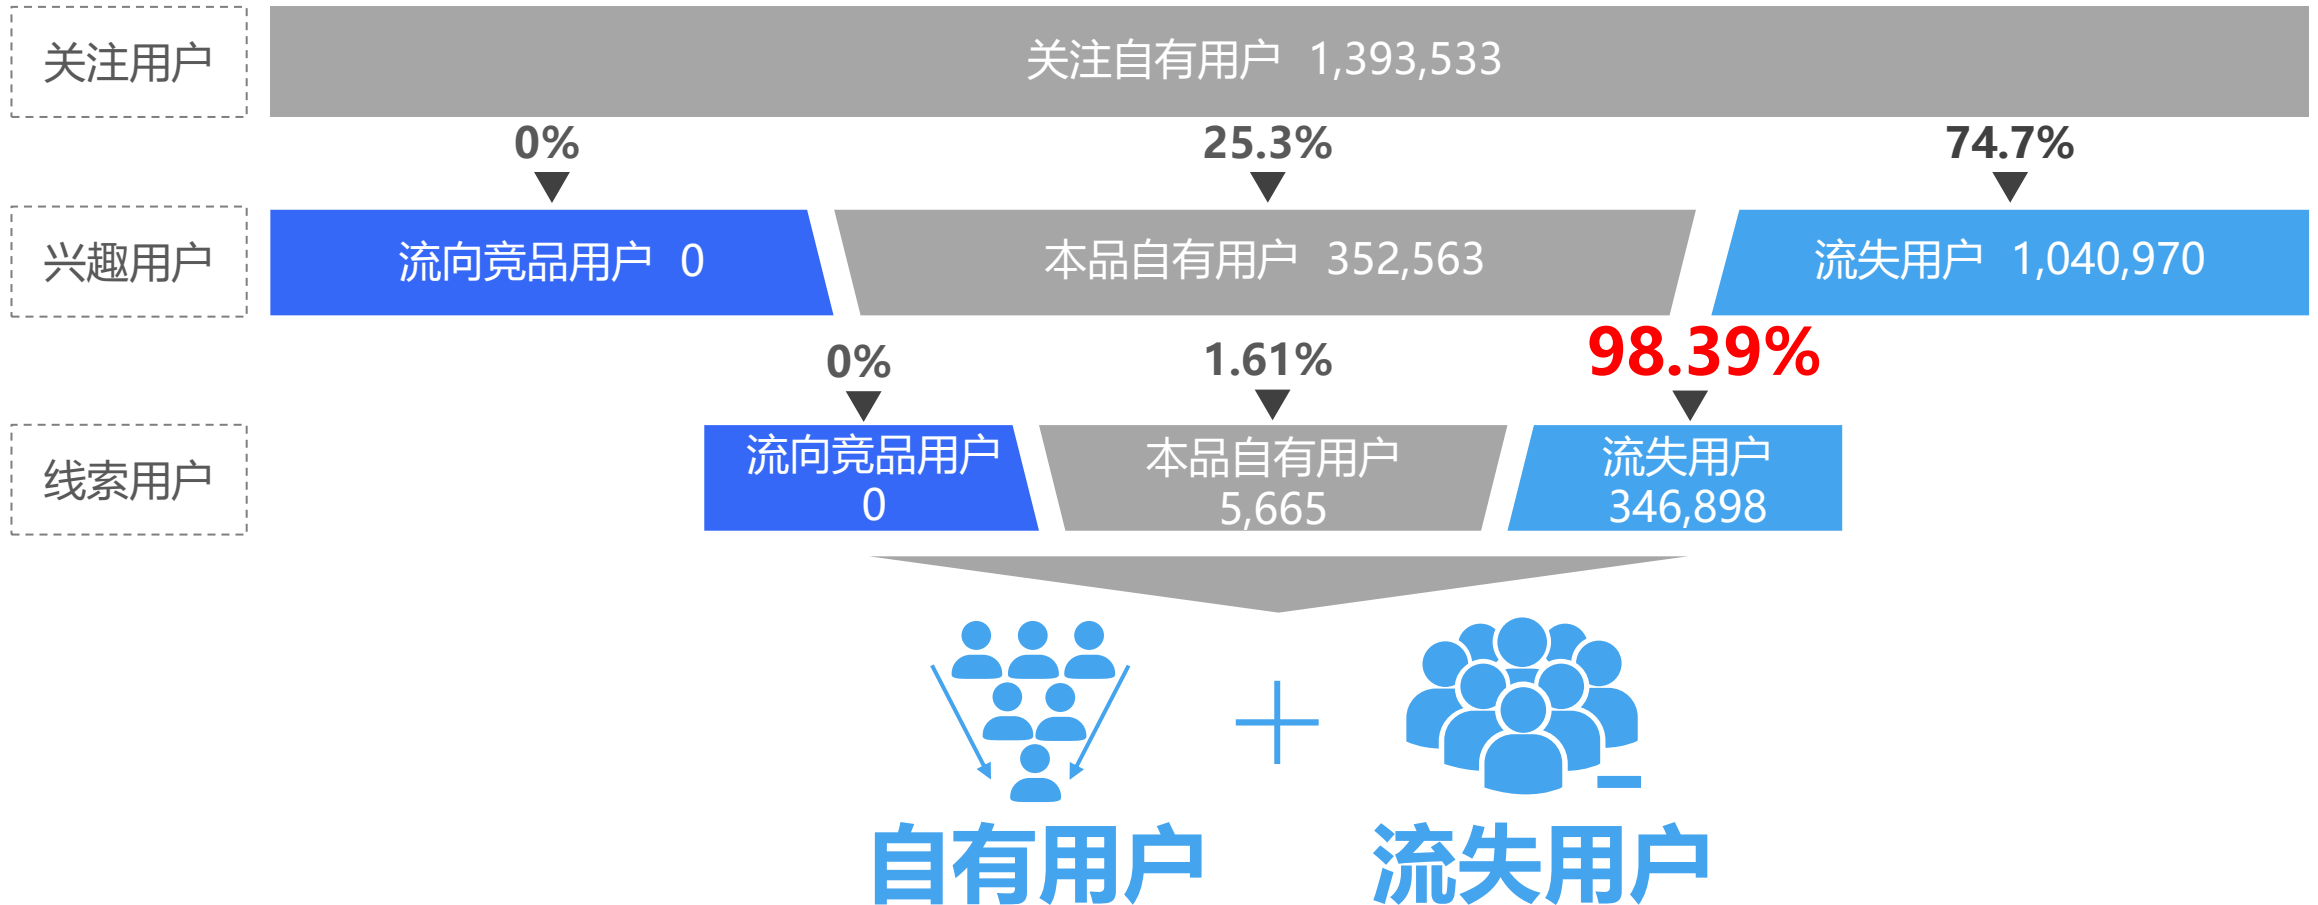 关注用户
关注自有用户 1,393,533
0%
25.3%
74.7%
兴趣用户
流向竞品用户 0
本品自有用户 352,563
流失用户 1,040,970
0%
1.61%
98.39%
线索用户
流向竞品用户
0
本品自有用户
5,665
流失用户
346,898
自有用户
流失用户